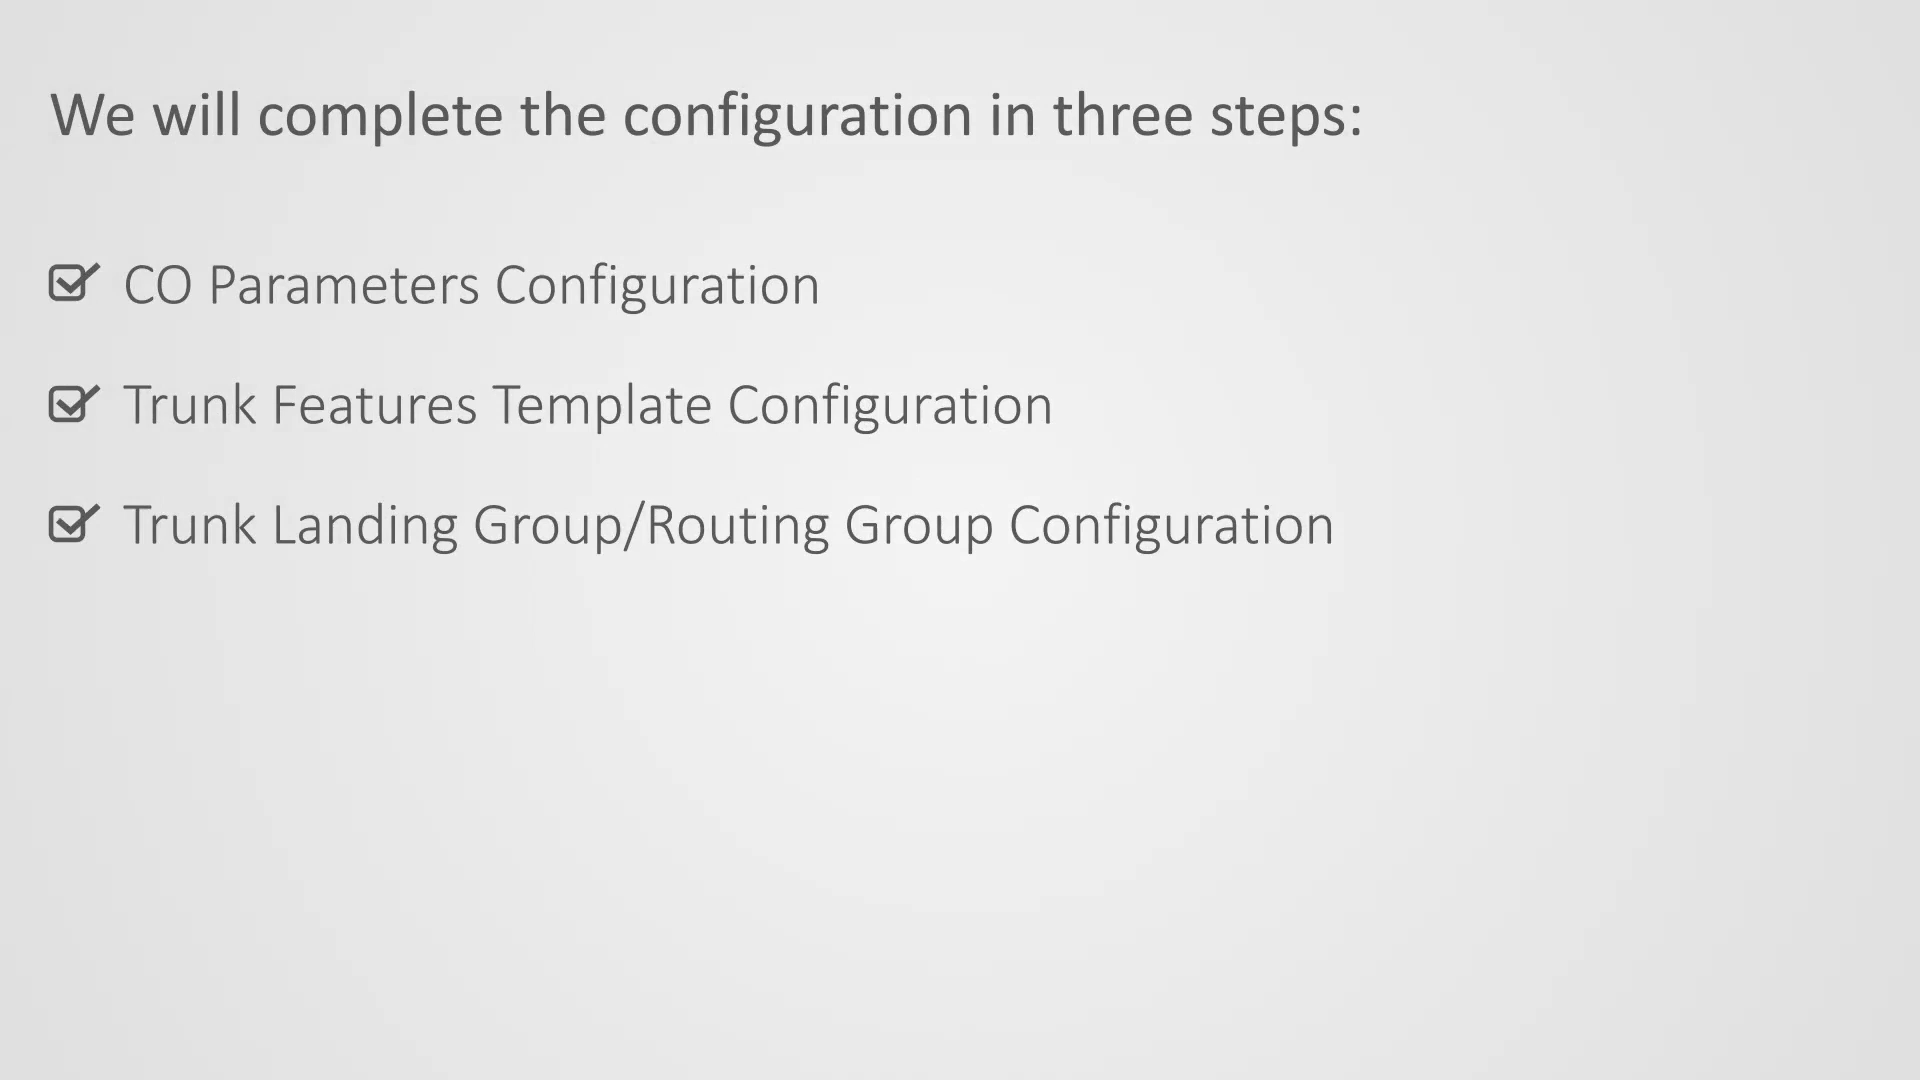 We will complete the configuration in three steps:
CO Parameters Configuration
Trunk Features Template Configuration
Trunk Landing Group/Routing Group Configuration